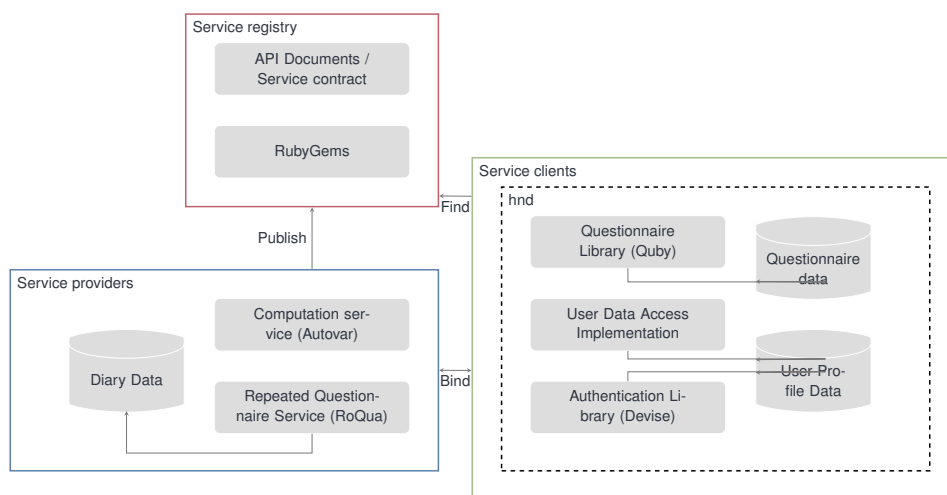 Service registry
API Documents /
Service contract
RubyGems
Service clients
hnd
Find
Questionnaire
Library (Quby)
Questionnaire
data
Publish
Service providers
Computation ser-
vice (Autovar)
User Data Access
Implementation
Diary Data
Bind
User Pro-
file Data
Repeated Question-
naire Service (RoQua)
Authentication Li-
brary (Devise)